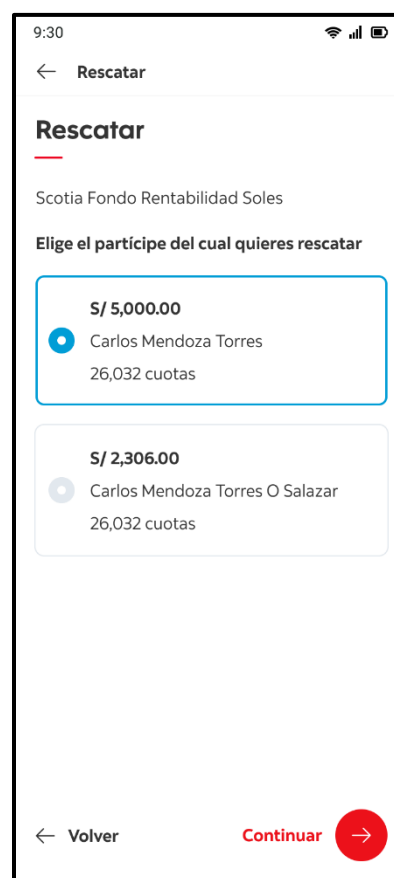 9:30
Rescatar
Rescatar
Scotia Fondo Rentabilidad Soles
Elige el partícipe del cual quieres rescatar
S/ 5,000.00
Carlos Mendoza Torres
26,032 cuotas
S/ 2,306.00
Carlos Mendoza Torres O Salazar
26,032 cuotas
Volver
Continuar